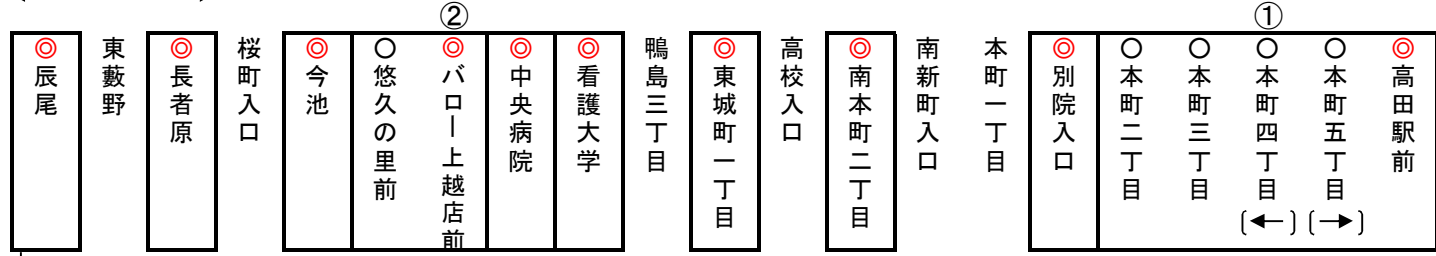 ② ①
◎辰尾
東藪野
◎長者原
桜町入口
◎今池
○悠久の里前
◎バロー上越店前
◎中央病院
◎看護大学
鴨島三丁目
◎東城町一丁目
高校入口
◎南本町二丁目
南新町入口
本町一丁目
◎別院入口
○本町二丁目
○本町三丁目
○本町四丁目(←)
○本町五丁目(→)
◎高田駅前